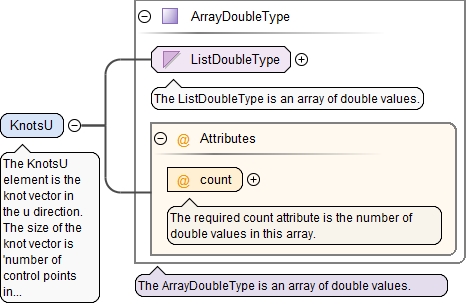 ArrayDoubleType
ListDoubleType
The ListDoubleType is an array of double values.
KnotsU
@ Attributes
The KnotsU
element is the
knot vector in
the u direction.
The size of the
knot vector is
'number of
control points
in...
@ count
The required count attribute is the number of
double values in this array.
The ArrayDoubleType is an array of double values.